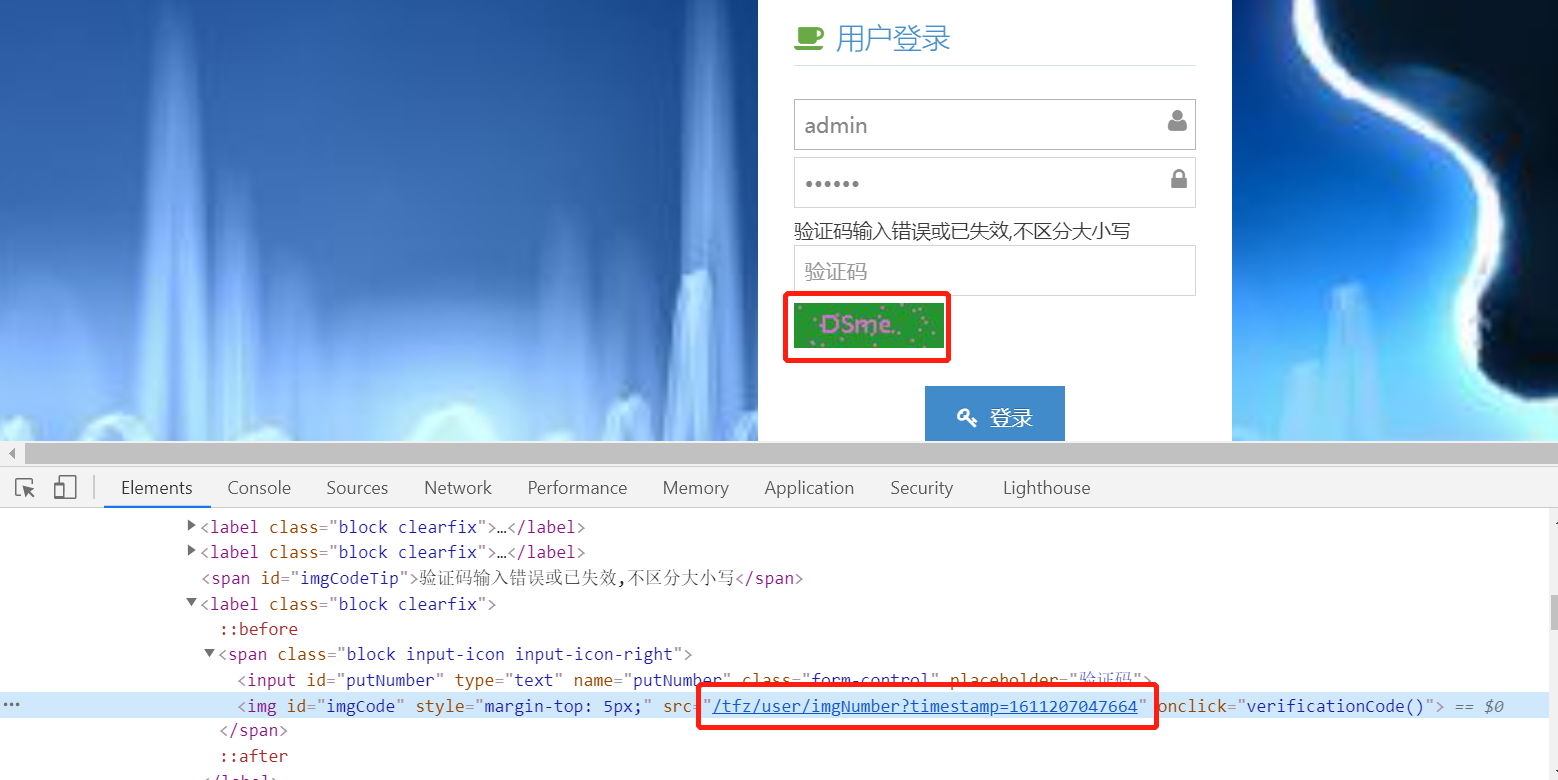 用户登录
admin
••••••
验证码输入错误或已失效,不区分大小写
验证码
DSme
登录
Elements Console Sources Network Performance Memory Application Security Lighthouse
<label class="block clearfix">…</label>
<label class="block clearfix">…</label>
<span id="imgCodeTip">验证码输入错误或已失效,不区分大小写</span>
<label class="block clearfix">
::before
<span class="block input-icon input-icon-right">
<input id="putNumber" type="text" name="putNumber" class="form-control" placeholder="验证码">
<img id="imgCode" style="margin-top: 5px;" src="/tfz/user/imgNumber?timestamp=1611207047664" onclick="verificationCode()"> == $0
</span>
::after
</label>